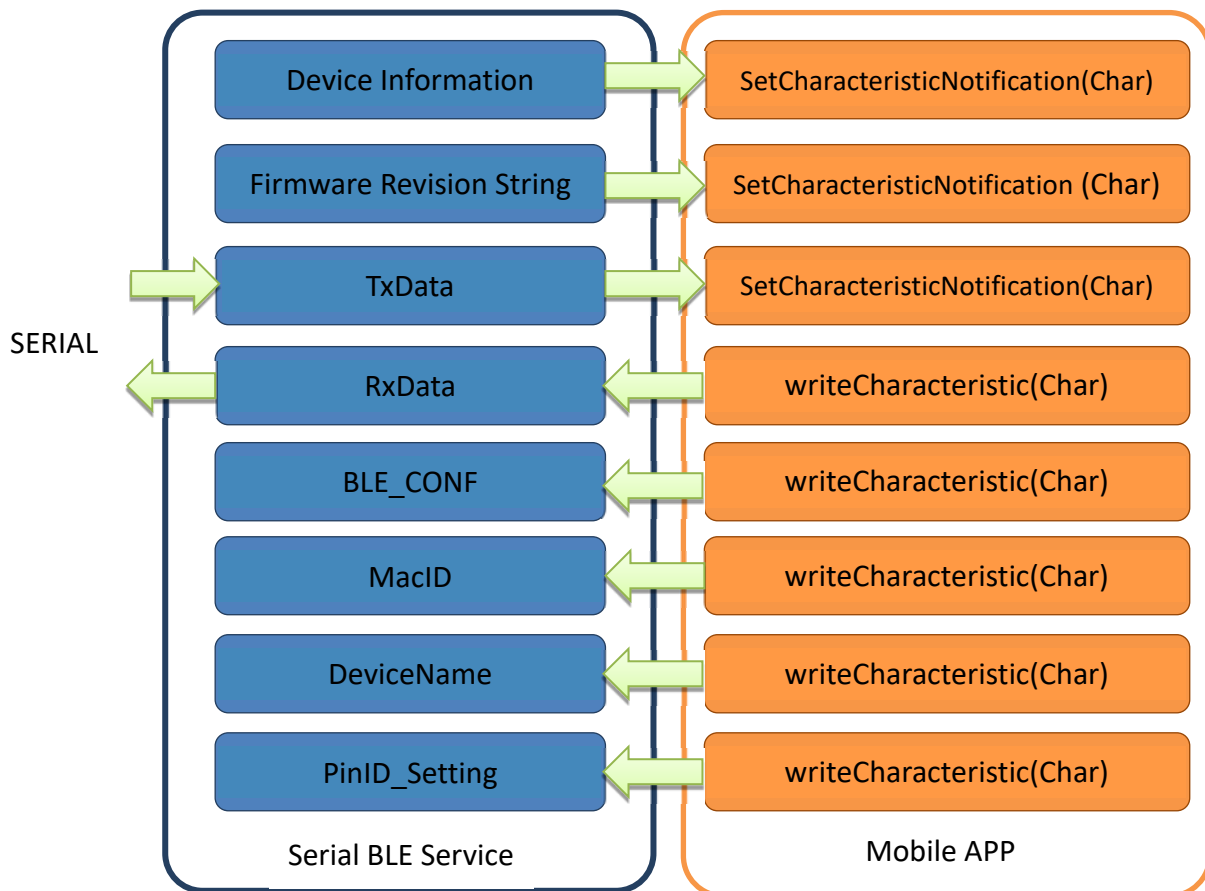 Device Information
SetCharacteristicNotification(Char)
Firmware Revision String
SetCharacteristicNotification (Char)
TxData
SetCharacteristicNotification(Char)
SERIAL
RxData
writeCharacteristic(Char)
BLE_CONF
writeCharacteristic(Char)
MacID
writeCharacteristic(Char)
DeviceName
writeCharacteristic(Char)
PinID_Setting
writeCharacteristic(Char)
Serial BLE Service
Mobile APP